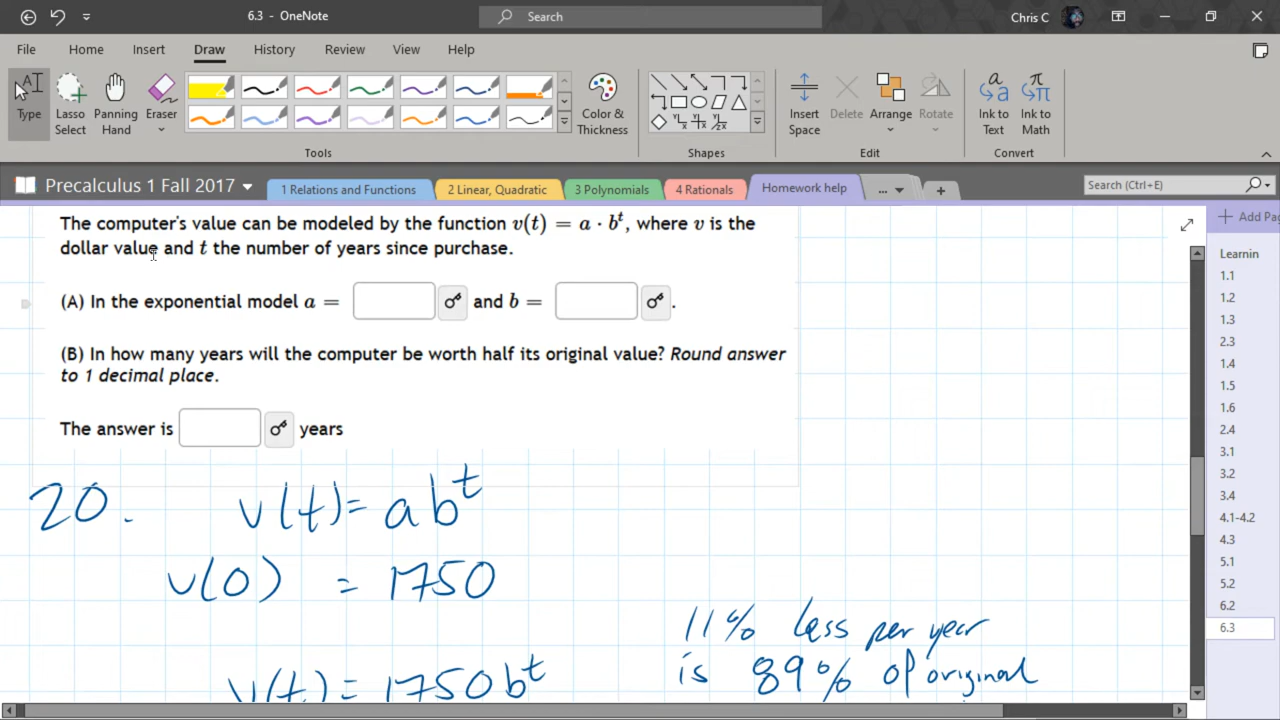 6.3 - OneNote
Search
Chris C
File Home Insert Draw History Review View Help
Type
Lasso Select
Panning Hand
Eraser
Color & Thickness
Insert Space
Delete
Arrange
Rotate
Ink to Text
Ink to Math
Tools
Shapes
Edit
Convert
Precalculus 1 Fall 2017
1 Relations and Functions
2 Linear, Quadratic
3 Polynomials
4 Rationals
Homework help
...
Search (Ctrl+E)
Add Pag
The computer's value can be modeled by the function v(t) = a · b^t, where v is the
dollar value and t the number of years since purchase.
(A) In the exponential model a = and b = .
(B) In how many years will the computer be worth half its original value? Round answer
to 1 decimal place.
The answer is years
20. v(t) = ab^t
v(0) = 1750
11% less per year
is 89% of original
v(t) = 1750b^t
Learnin
1.1
1.2
1.3
2.3
1.4
1.5
1.6
2.4
3.1
3.2
3.4
4.1-4.2
4.3
5.1
5.2
6.2
6.3